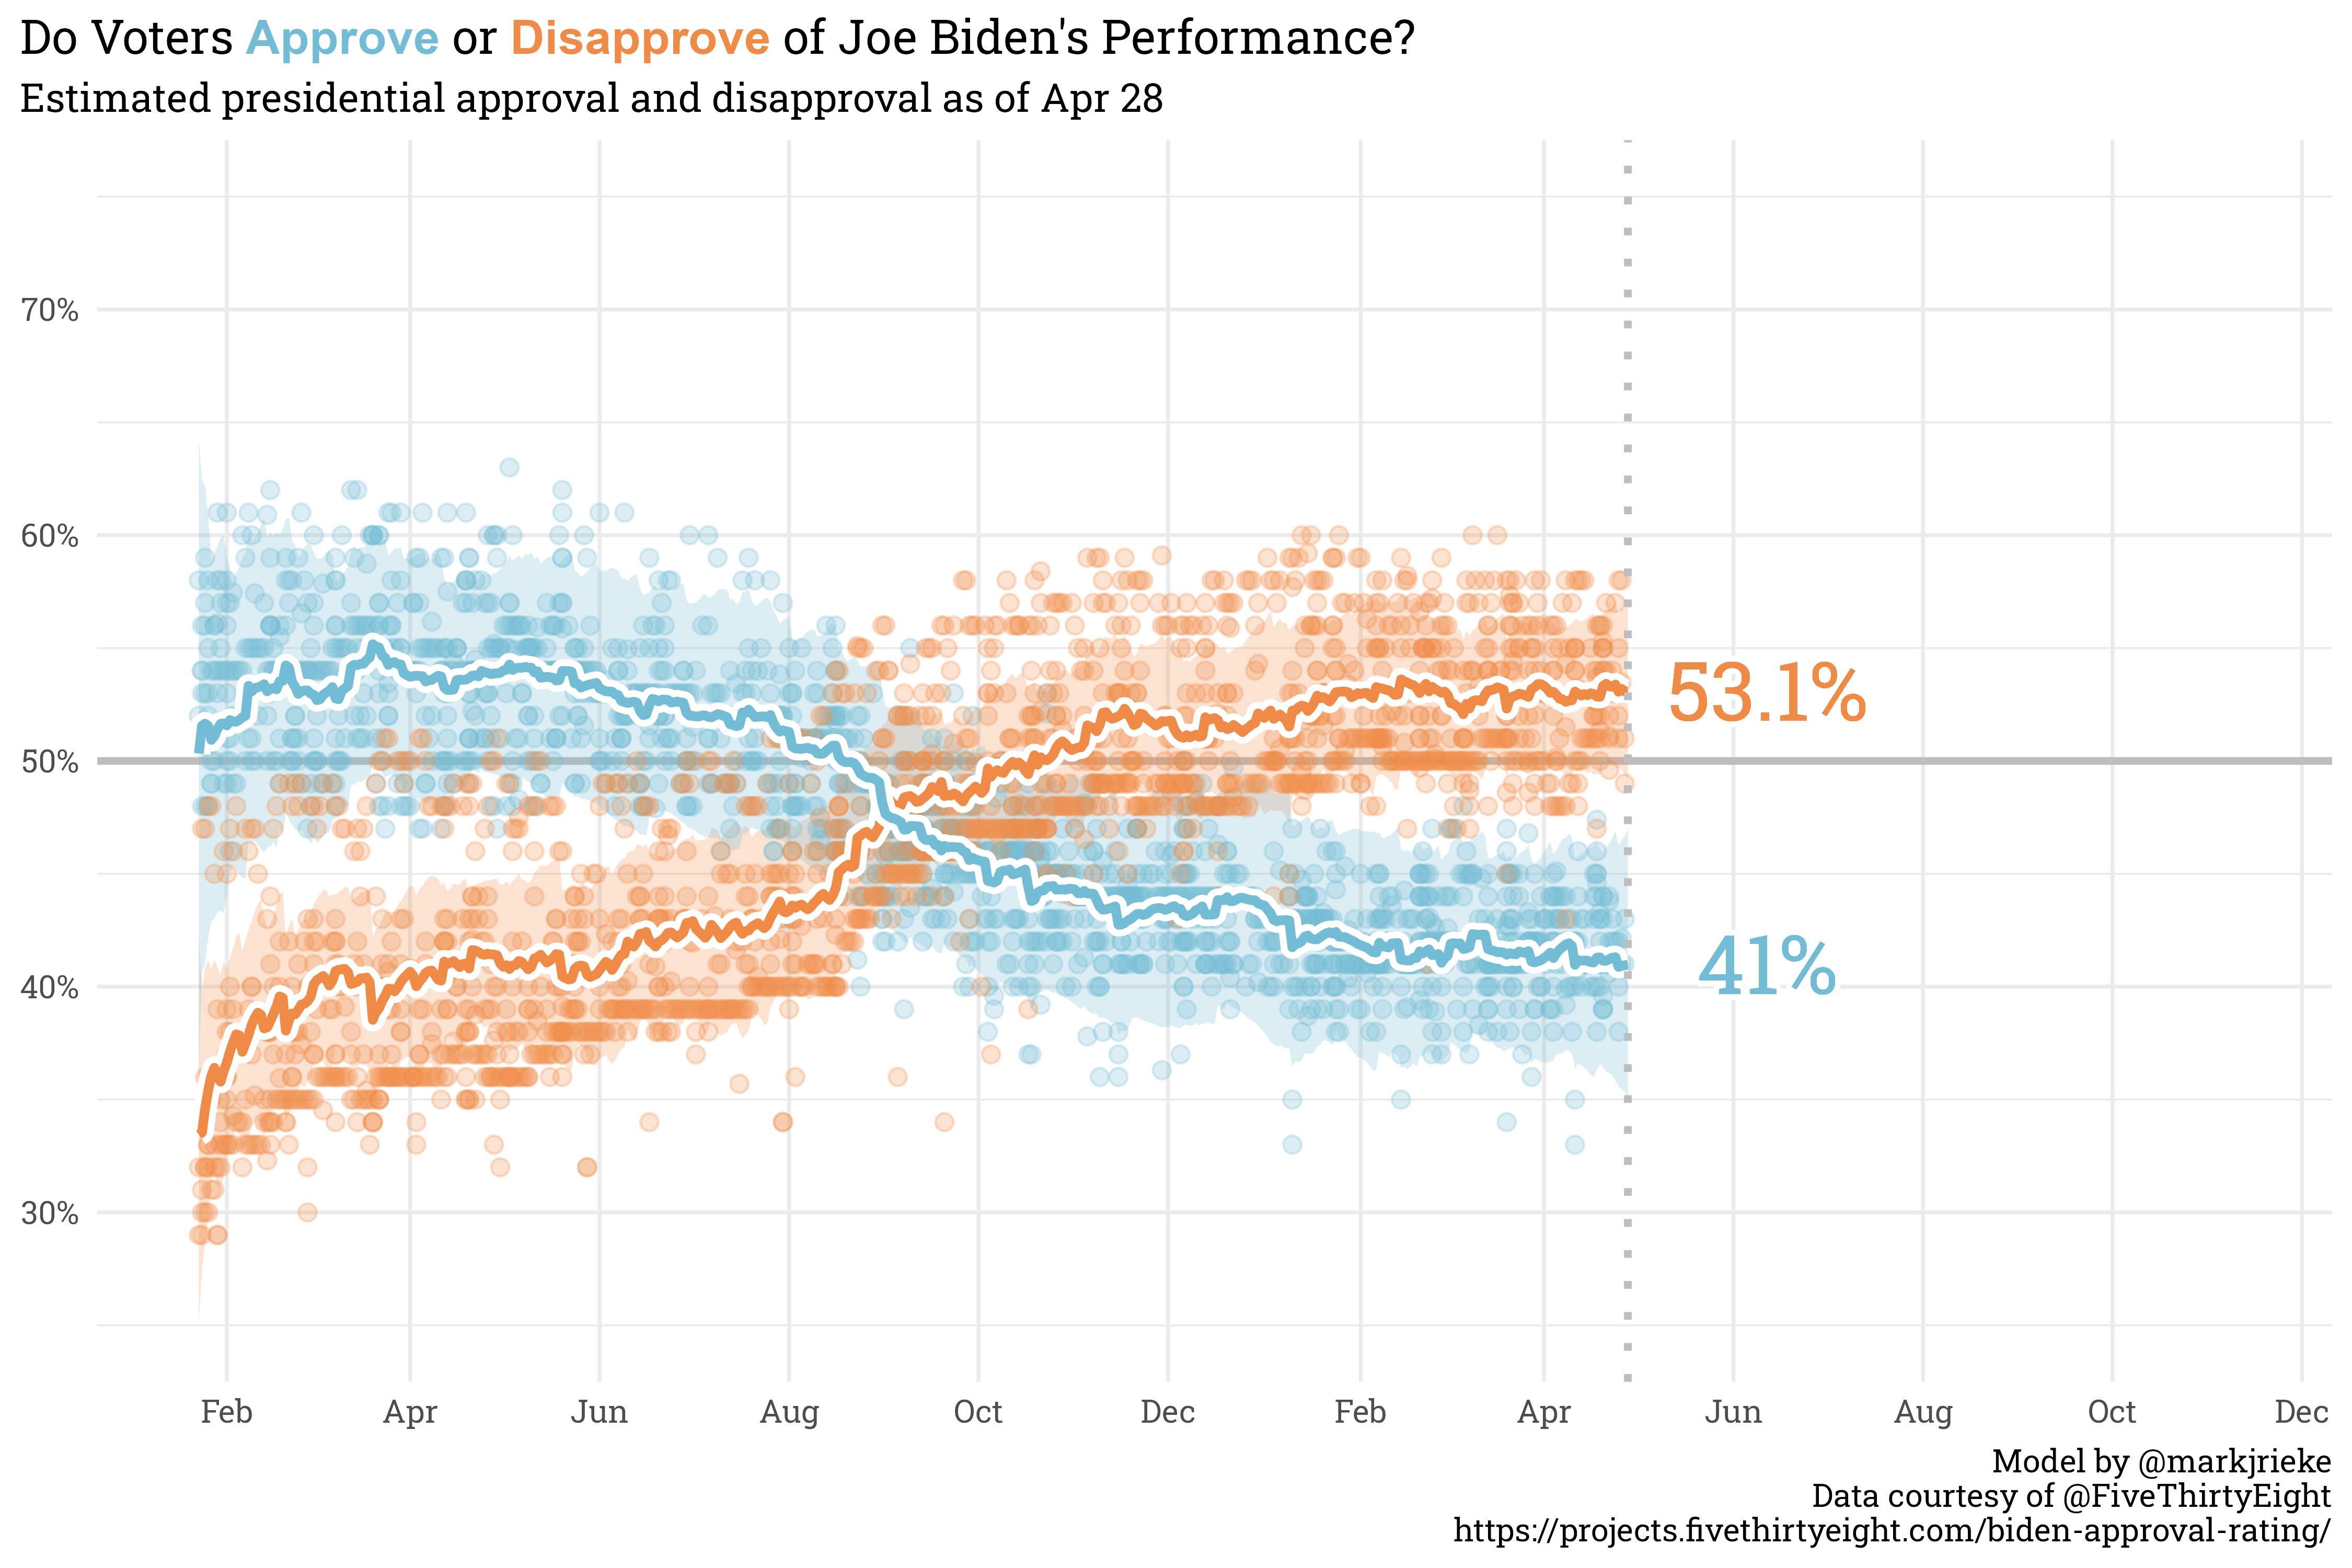 Do Voters Approve or Disapprove of Joe Biden's Performance?
Estimated presidential approval and disapproval as of Apr 28
70%
60%
53.1%
50%
41%
40%
30%
Feb Apr Jun Aug Oct Dec Feb Apr Jun Aug Oct Dec
Model by @markjrieke
Data courtesy of @FiveThirtyEight
https://projects.fivethirtyeight.com/biden-approval-rating/